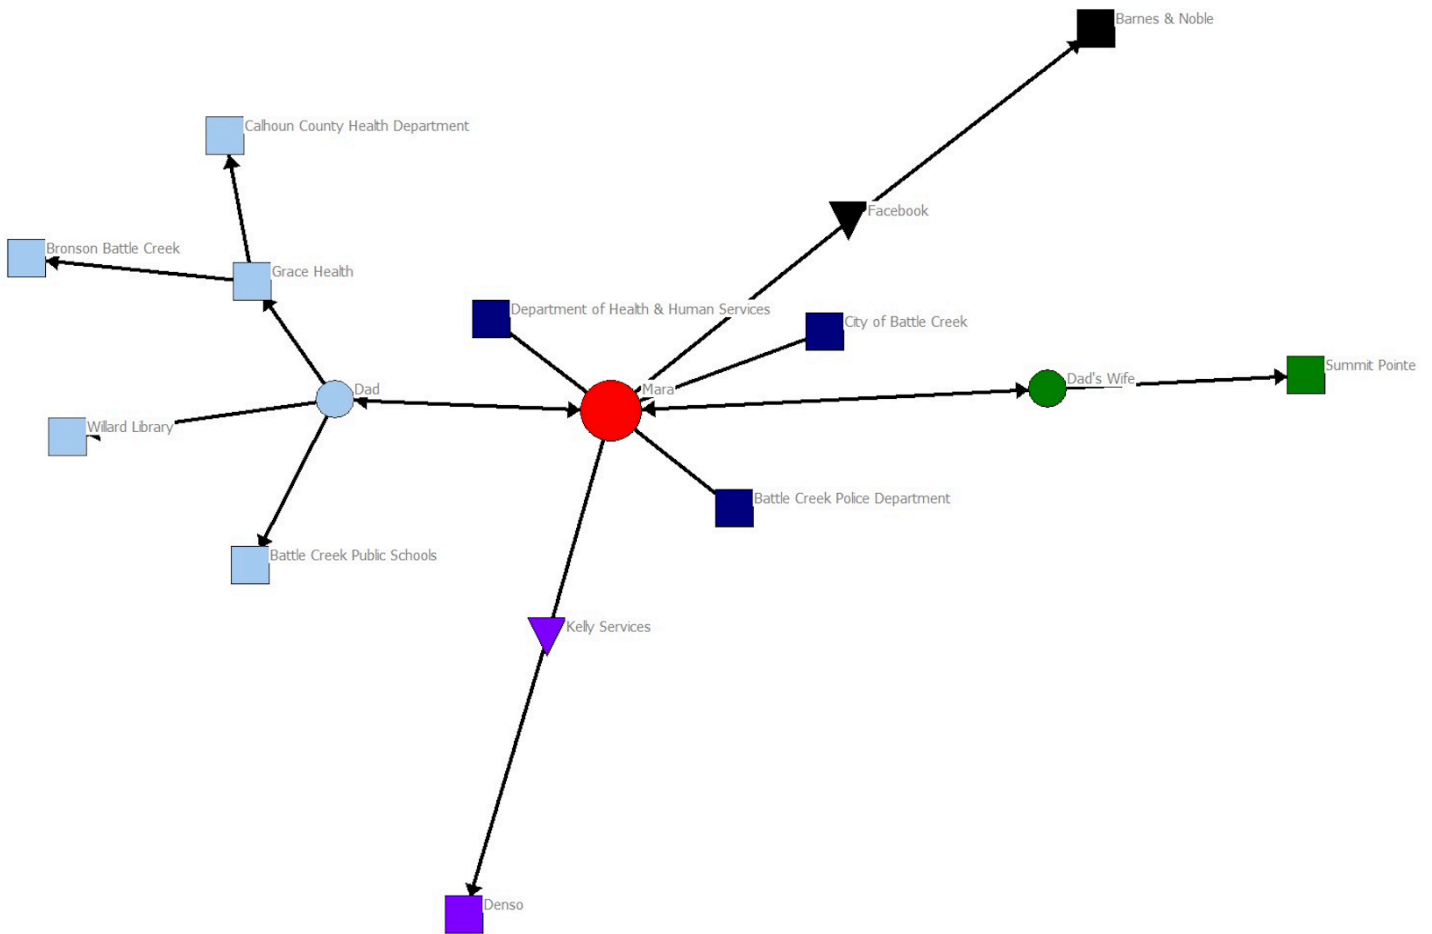 Barnes & Noble
Calhoun County Health Department
Facebook
Bronson Battle Creek
Grace Health
Department of Health & Human Services
City of Battle Creek
Summit Pointe
Dad's Wife
Dad
Mara
Willard Library
Battle Creek Police Department
Battle Creek Public Schools
Kelly Services
Denso